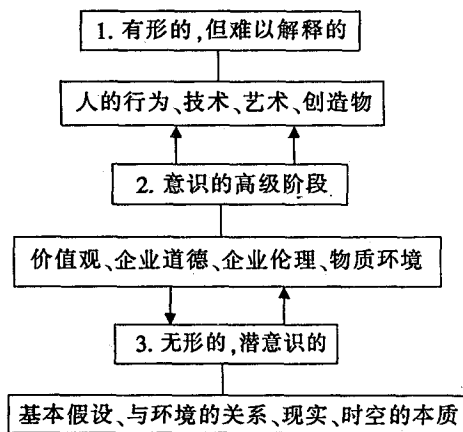 1. 有形的,但难以解释的
人的行为、技术、艺术、创造物
2. 意识的高级阶段
价值观、企业道德、企业伦理、物质环境
3. 无形的,潜意识的
基本假设、与环境的关系、现实、时空的本质